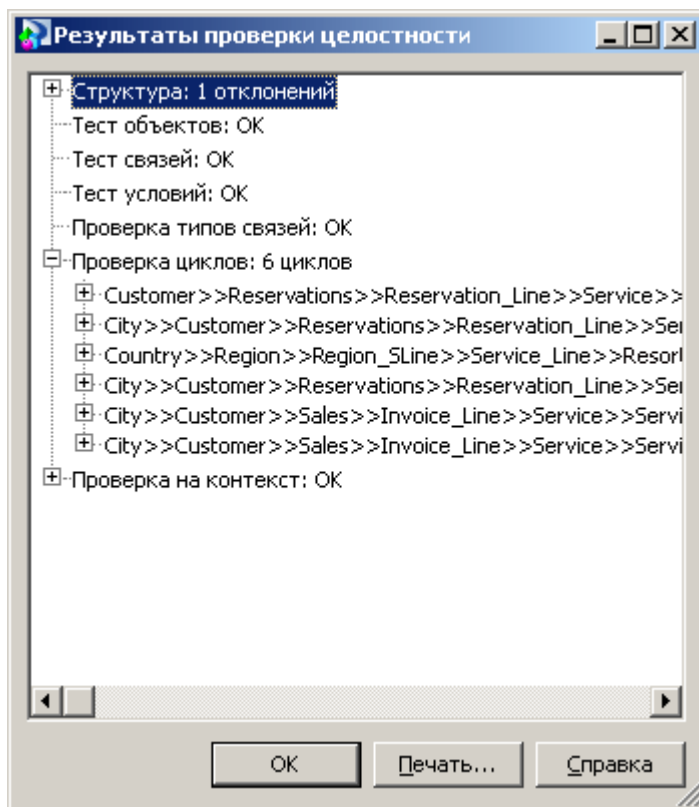 Результаты проверки целостности
Структура: 1 отклонений
Тест объектов: OK
Тест связей: OK
Тест условий: OK
Проверка типов связей: OK
Проверка циклов: 6 циклов
Customer>>Reservations>>Reservation_Line>>Service>>
City>>Customer>>Reservations>>Reservation_Line>>Ser
Country>>Region>>Region_SLine>>Service_Line>>Resort
City>>Customer>>Reservations>>Reservation_Line>>Ser
City>>Customer>>Sales>>Invoice_Line>>Service>>Servi
City>>Customer>>Sales>>Invoice_Line>>Service>>Servi
Проверка на контекст: OK
OK Печать... Справка